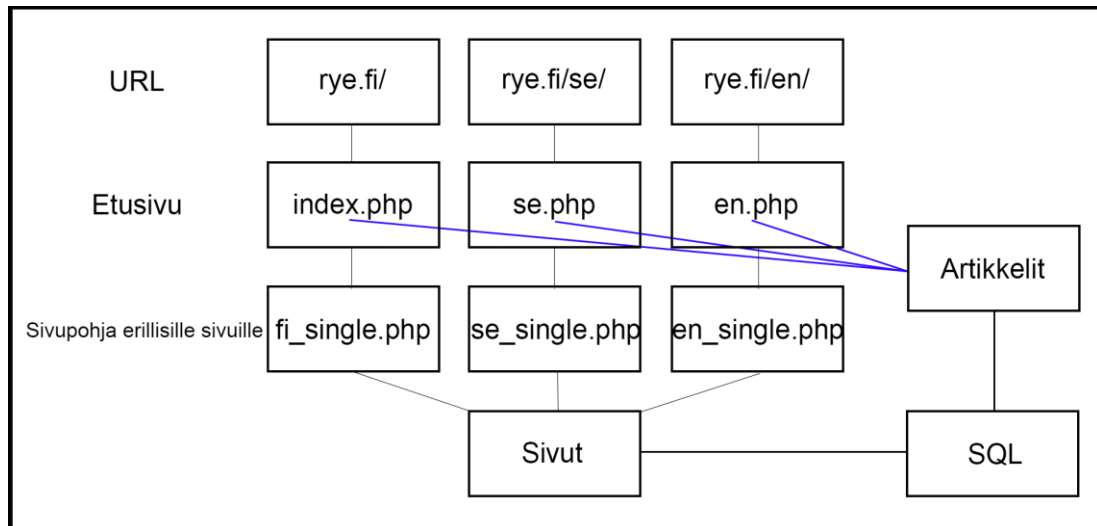 URL
rye.fi/
rye.fi/se/
rye.fi/en/
Etusivu
index.php
se.php
en.php
Artikkelit
Sivupohja erillisille sivuille
fi_single.php
se_single.php
en_single.php
Sivut
SQL